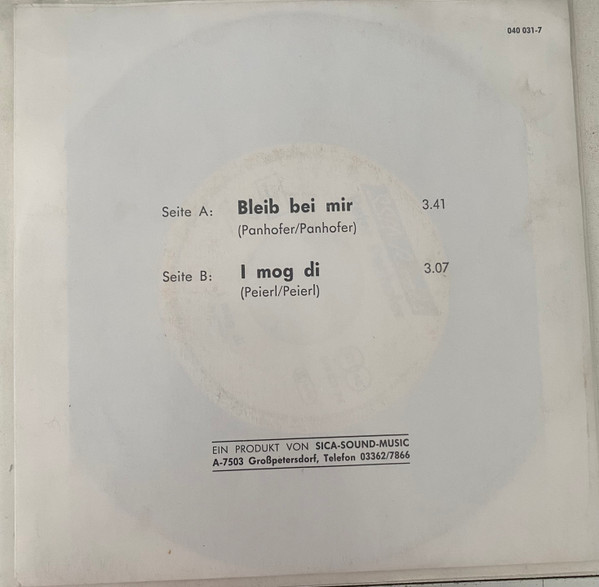 040 031-7
Seite A: Bleib bei mir 3.41
(Panhofer/Panhofer)
Seite B: I mog di 3.07
(Peierl/Peierl)
EIN PRODUKT VON SICA-SOUND-MUSIC
A-7503 Großpetersdorf, Telefon 03362/7866